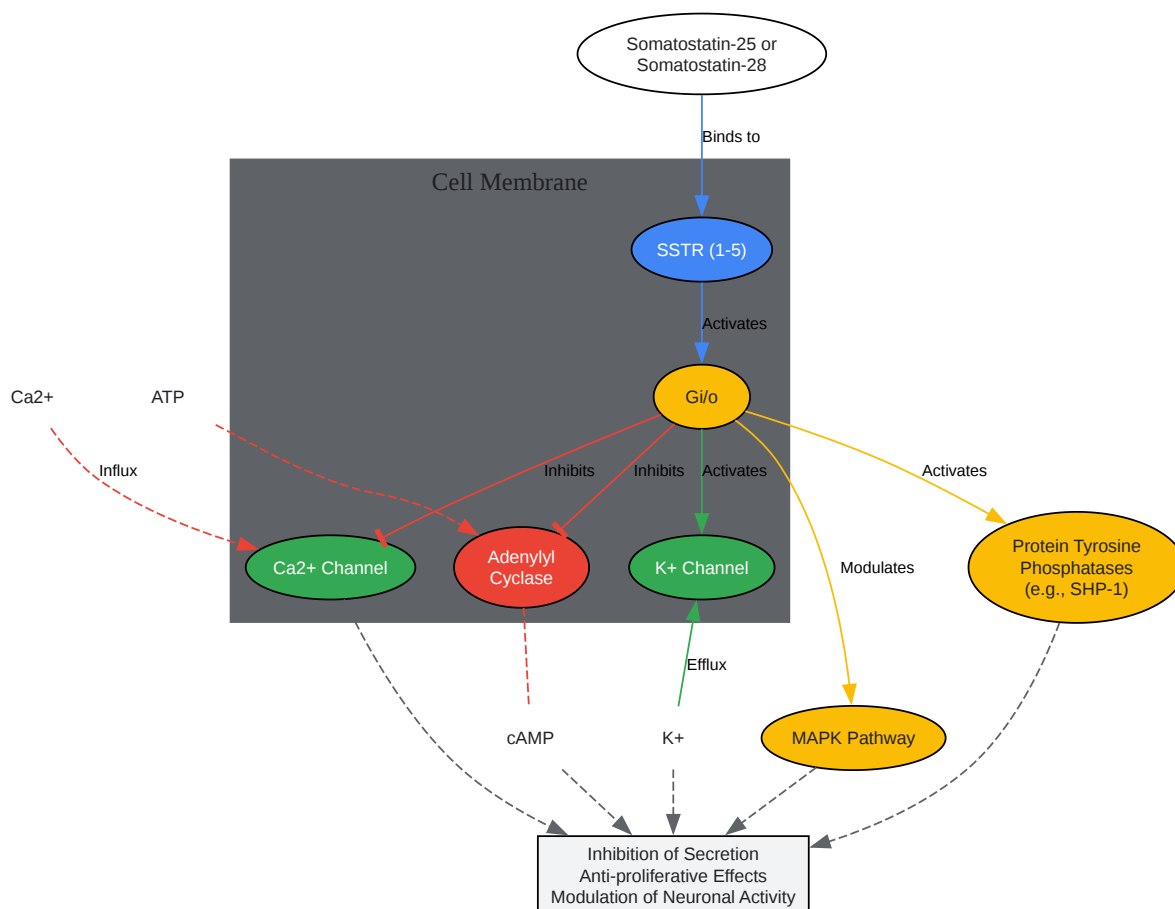 Somatostatin-25 or
Somatostatin-28
Binds to
Cell Membrane
SSTR (1-5)
Activates
Ca2+
ATP
Gi/o
Influx
Inhibits
Inhibits
Activates
Activates
Ca2+ Channel
Adenylyl
Cyclase
K+ Channel
Modulates
Protein Tyrosine
Phosphatases
(e.g., SHP-1)
Efflux
cAMP
K+
MAPK Pathway
Inhibition of Secretion
Anti-proliferative Effects
Modulation of Neuronal Activity